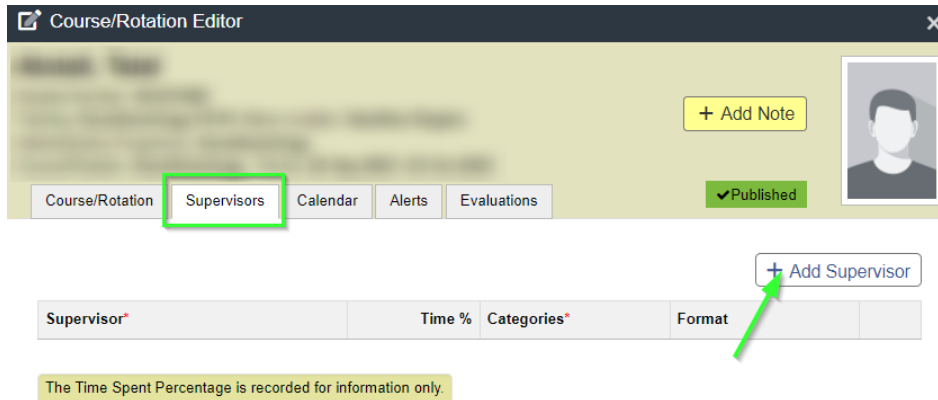 Course/Rotation Editor
+ Add Note
Course/Rotation Supervisors Calendar Alerts Evaluations
✔Published
+ Add Supervisor
Supervisor* Time % Categories* Format
The Time Spent Percentage is recorded for information only.